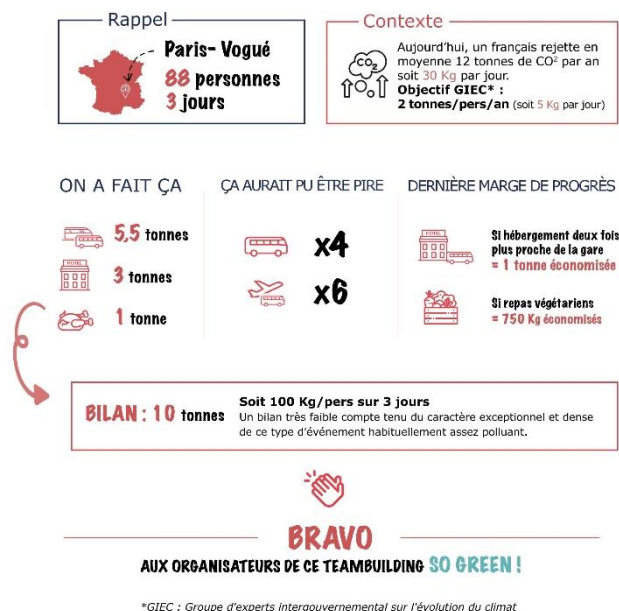 Rappel
Paris- Vogué
88 personnes
3 jours
Contexte
CO₂
Aujourd'hui, un français rejette en
moyenne 12 tonnes de CO² par an
soit 30 Kg par jour.
Objectif GIEC* :
2 tonnes/pers/an (soit 5 Kg par jour)
ON A FAIT ÇA
5,5 tonnes
HOTEL
3 tonnes
1 tonne
ÇA AURAIT PU ÊTRE PIRE
x4
x6
DERNIÈRE MARGE DE PROGRÈS
HOTEL
Si hébergement deux fois
plus proche de la gare
= 1 tonne économisée
Si repas végétariens
= 750 Kg économisés
BILAN : 10 tonnes
Soit 100 Kg/pers sur 3 jours
Un bilan très faible compte tenu du caractère exceptionnel et dense
de ce type d'événement habituellement assez polluant.
BRAVO
AUX ORGANISATEURS DE CE TEAMBUILDING SO GREEN !
*GIEC : Groupe d'experts intergouvernemental sur l'évolution du climat